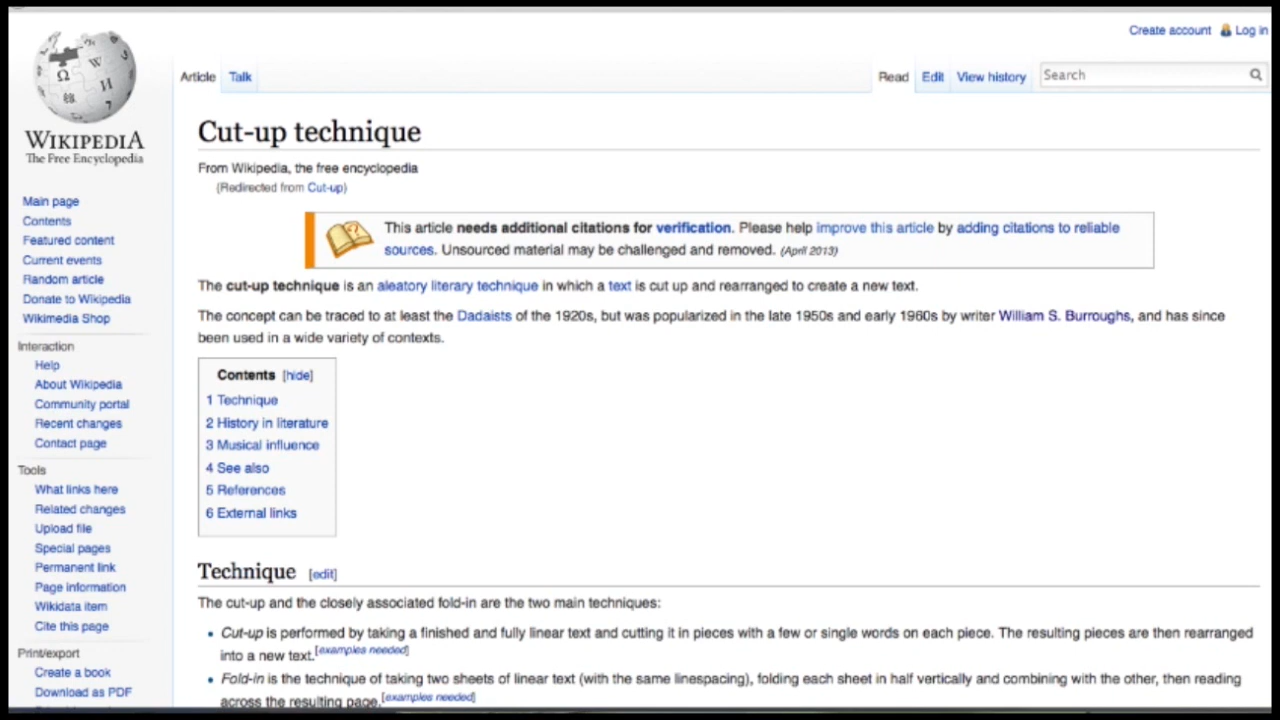 Create account Log in
Article Talk Read Edit View history Search
WIKIPEDIA
The Free Encyclopedia
Main page
Contents
Featured content
Current events
Random article
Donate to Wikipedia
Wikimedia Shop
Interaction
Help
About Wikipedia
Community portal
Recent changes
Contact page
Tools
What links here
Related changes
Upload file
Special pages
Permanent link
Page information
Wikidata item
Cite this page
Print/export
Create a book
Download as PDF
Cut-up technique
From Wikipedia, the free encyclopedia
(Redirected from Cut-up)
This article needs additional citations for verification. Please help improve this article by adding citations to reliable
sources. Unsourced material may be challenged and removed. (April 2013)
The cut-up technique is an aleatory literary technique in which a text is cut up and rearranged to create a new text.
The concept can be traced to at least the Dadaists of the 1920s, but was popularized in the late 1950s and early 1960s by writer William S. Burroughs, and has since
been used in a wide variety of contexts.
Contents [hide]
1 Technique
2 History in literature
3 Musical influence
4 See also
5 References
6 External links
Technique [edit]
The cut-up and the closely associated fold-in are the two main techniques:
• Cut-up is performed by taking a finished and fully linear text and cutting it in pieces with a few or single words on each piece. The resulting pieces are then rearranged
into a new text.[examples needed]
• Fold-in is the technique of taking two sheets of linear text (with the same linespacing), folding each sheet in half vertically and combining with the other, then reading
across the resulting page.[examples needed]